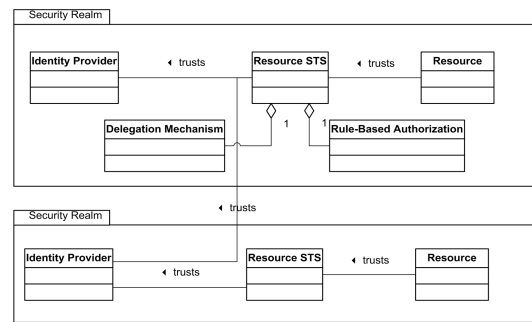 Security Realm
Identity Provider
◂ trusts
Resource STS
◂ trusts
Resource
1
1
Delegation Mechanism
Rule-Based Authorization
◂ trusts
Security Realm
Identity Provider
◂ trusts
Resource STS
◂ trusts
Resource